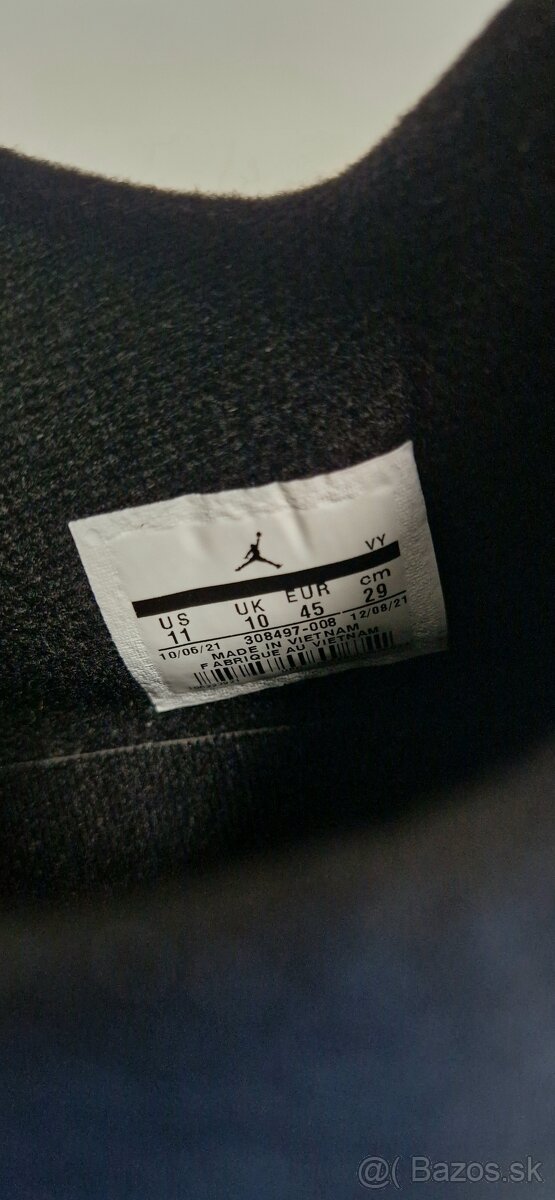 VY
US UK EUR cm
11 10 45 29
10/05/21 308497-008 12/08/21
MADE IN VIETNAM
FABRIQUE AU VIETNAM
@( Bazos.sk